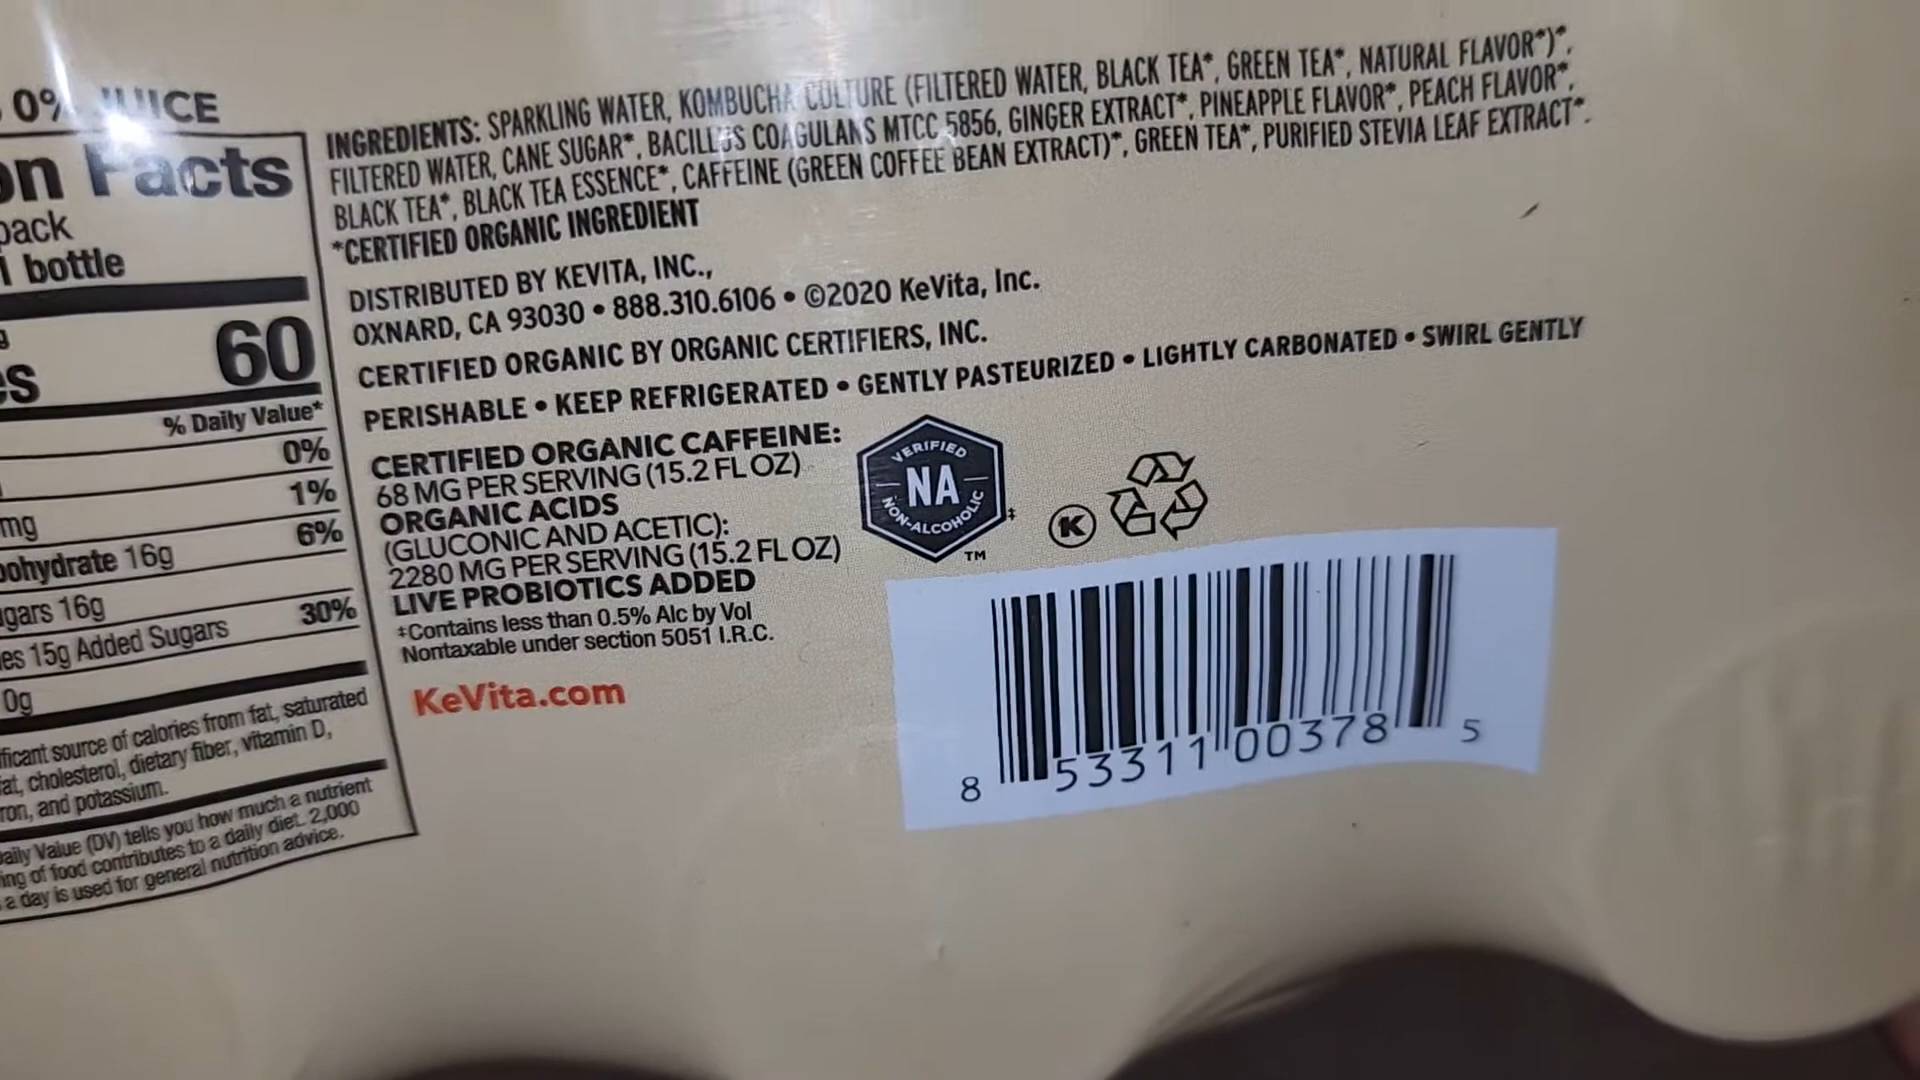 0% JUICE
on Facts
pack
1 bottle
60
es
% Daily Value*
0%
1%
mg
6%
bohydrate 16g
gars 16g
es 15g Added Sugars 30%
0g
ficant source of calories from fat, saturated
fat, cholesterol, dietary fiber, vitamin D,
ron, and potassium.
Daily Value (DV) tells you how much a nutrient
ing of food contributes to a daily diet. 2,000
a day is used for general nutrition advice.
INGREDIENTS: SPARKLING WATER, KOMBUCHA CULTURE (FILTERED WATER, BLACK TEA*, GREEN TEA*, NATURAL FLAVOR*)*,
FILTERED WATER, CANE SUGAR*, BACILLUS COAGULANS MTCC 5856, GINGER EXTRACT*, PINEAPPLE FLAVOR*, PEACH FLAVOR*,
BLACK TEA*, BLACK TEA ESSENCE*, CAFFEINE (GREEN COFFEE BEAN EXTRACT)*, GREEN TEA*, PURIFIED STEVIA LEAF EXTRACT*.
*CERTIFIED ORGANIC INGREDIENT
DISTRIBUTED BY KEVITA, INC.,
OXNARD, CA 93030 • 888.310.6106 • ©2020 KeVita, Inc.
CERTIFIED ORGANIC BY ORGANIC CERTIFIERS, INC.
PERISHABLE • KEEP REFRIGERATED • GENTLY PASTEURIZED • LIGHTLY CARBONATED • SWIRL GENTLY
CERTIFIED ORGANIC CAFFEINE:
68 MG PER SERVING (15.2 FL OZ)
ORGANIC ACIDS
(GLUCONIC AND ACETIC):
2280 MG PER SERVING (15.2 FL OZ)
LIVE PROBIOTICS ADDED
‡Contains less than 0.5% Alc by Vol
Nontaxable under section 5051 I.R.C.
KeVita.com
VERIFIED
NA
NON-ALCOHOLIC
‡
TM
K
8 53311 00378 5